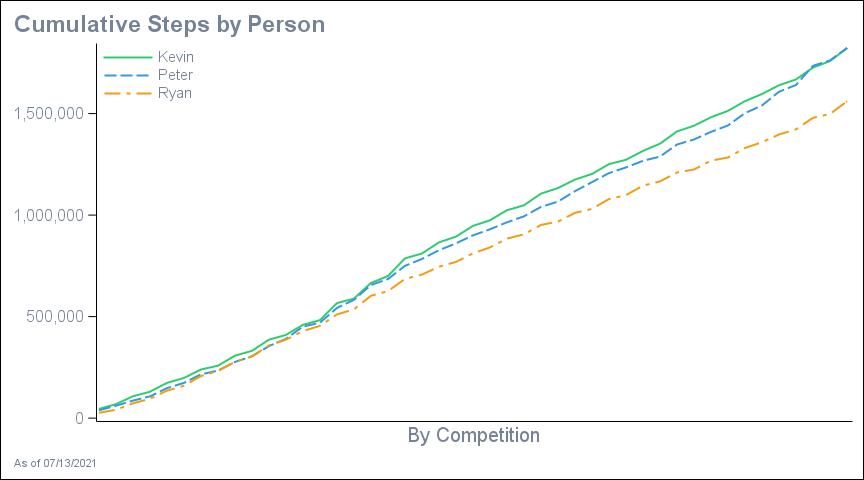 Cumulative Steps by Person
Kevin
Peter
Ryan
1,500,000
1,000,000
500,000
0
By Competition
As of 07/13/2021